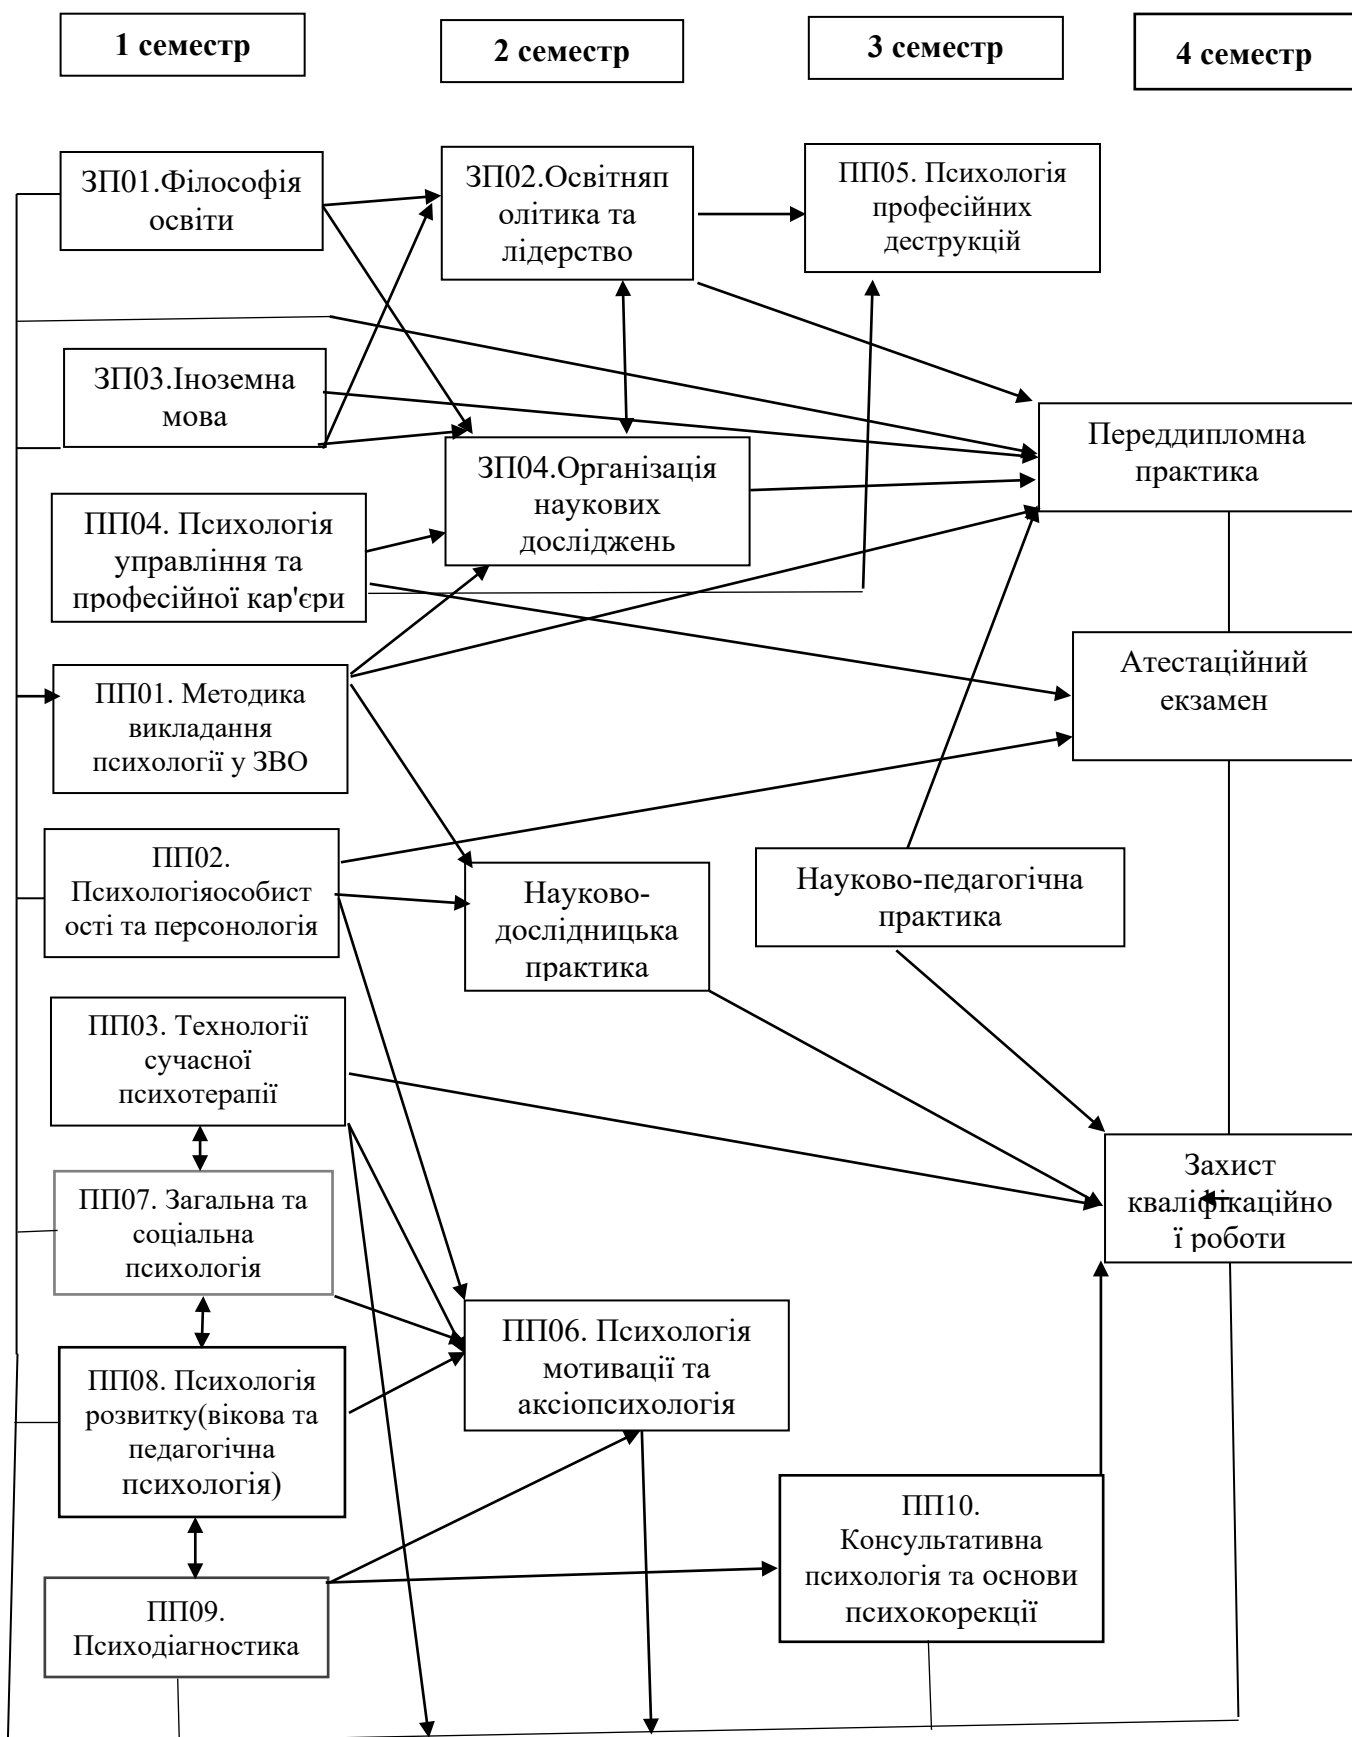 1 семестр
2 семестр
3 семестр
4 семестр
ЗП01.Філософія
освіти
ЗП02.Освітняп
олітика та
лідерство
ПП05. Психологія
професійних
деструкцій
ЗП03.Іноземна
мова
ЗП04.Організація
наукових
досліджень
Переддипломна
практика
ПП04. Психологія
управління та
професійної кар'єри
Атестаційний
екзамен
ПП01. Методика
викладання
психології у ЗВО
ПП02.
Психологіяособист
ості та персонологія
Науково-
дослідницька
практика
Науково-педагогічна
практика
ПП03. Технології
сучасної
психотерапії
ПП07. Загальна та
соціальна
психологія
Захист
кваліфікаційно
ї роботи
ПП06. Психологія
мотивації та
аксіопсихологія
ПП08. Психологія
розвитку(вікова та
педагогічна
психологія)
ПП10.
Консультативна
психологія та основи
психокорекції
ПП09.
Психодіагностика